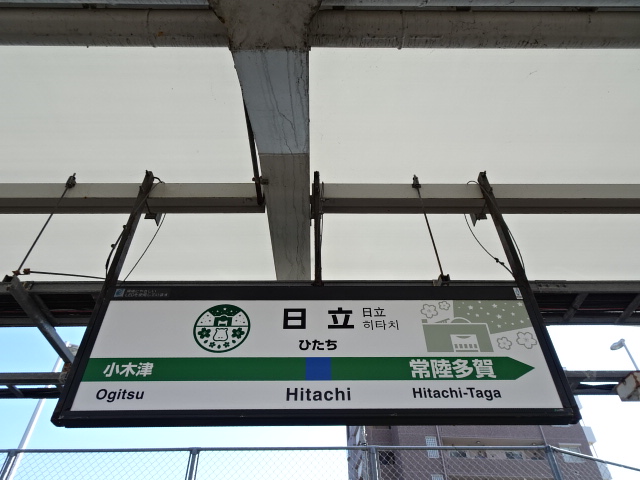 日立
日立
히타치
ひたち
小木津
常陸多賀
Ogitsu
Hitachi
Hitachi-Taga